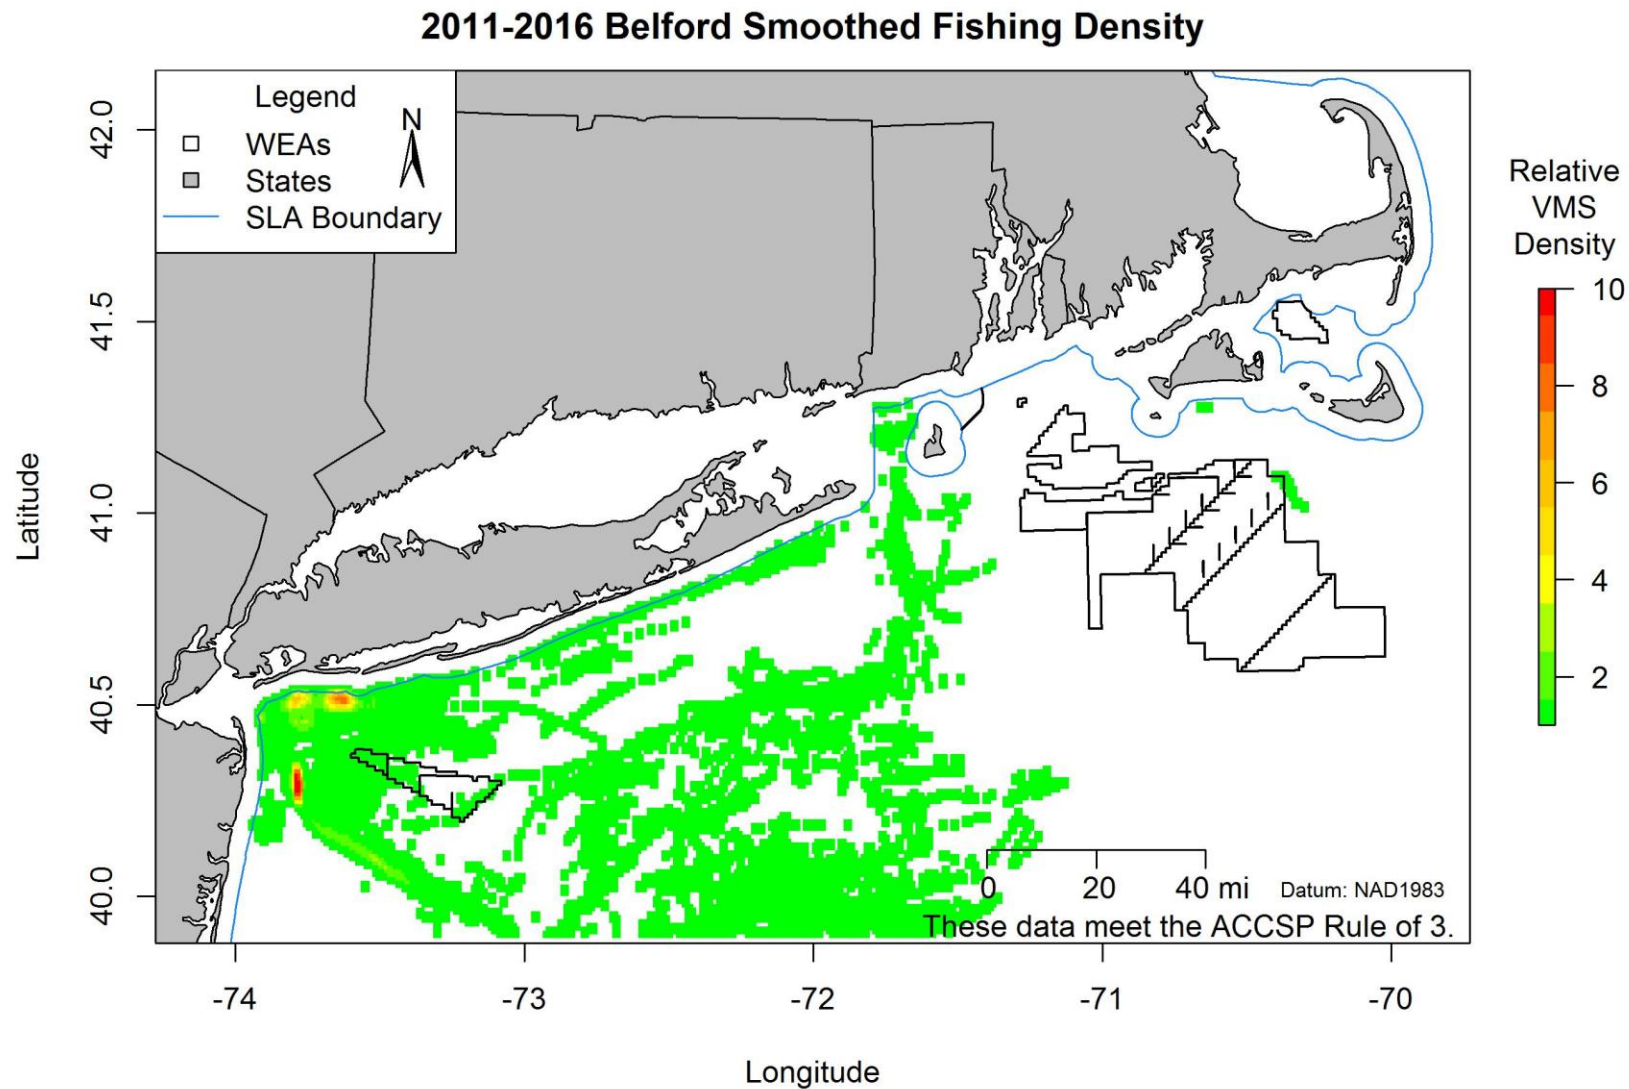 2011-2016 Belford Smoothed Fishing Density
Legend
N
WEAs
States
SLA Boundary
Relative
VMS
Density
10
8
6
4
2
Latitude
42.0
41.5
41.0
40.5
40.0
0 20 40 mi Datum: NAD1983
These data meet the ACCSP Rule of 3.
-74 -73 -72 -71 -70
Longitude